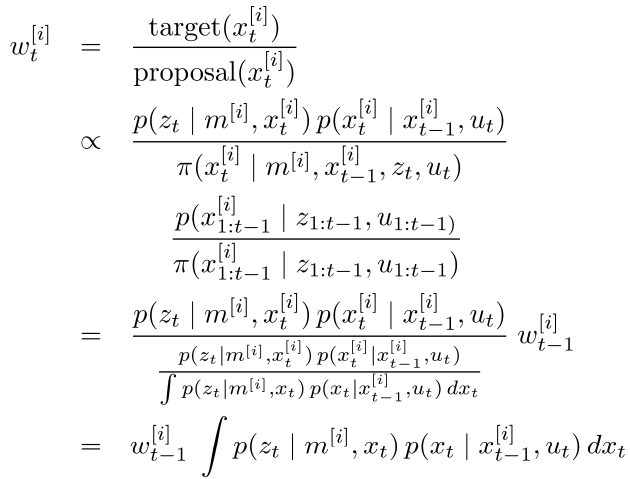 w_t^{[i]} = \frac{\text{target}(x_t^{[i]})}{\text{proposal}(x_t^{[i]})}
\propto \frac{p(z_t \mid m^{[i]}, x_t^{[i]}) \, p(x_t^{[i]} \mid x_{t-1}^{[i]}, u_t)}{\pi(x_t^{[i]} \mid m^{[i]}, x_{t-1}^{[i]}, z_t, u_t)}
\frac{p(x_{1:t-1}^{[i]} \mid z_{1:t-1}, u_{1:t-1)}}{\pi(x_{1:t-1}^{[i]} \mid z_{1:t-1}, u_{1:t-1})}
= \frac{p(z_t \mid m^{[i]}, x_t^{[i]}) \, p(x_t^{[i]} \mid x_{t-1}^{[i]}, u_t)}{\frac{p(z_t | m^{[i]}, x_t^{[i]}) \, p(x_t^{[i]} | x_{t-1}^{[i]}, u_t)}{\int p(z_t | m^{[i]}, x_t) \, p(x_t | x_{t-1}^{[i]}, u_t) \, dx_t}} \, w_{t-1}^{[i]}
= w_{t-1}^{[i]} \int p(z_t \mid m^{[i]}, x_t) \, p(x_t \mid x_{t-1}^{[i]}, u_t) \, dx_t